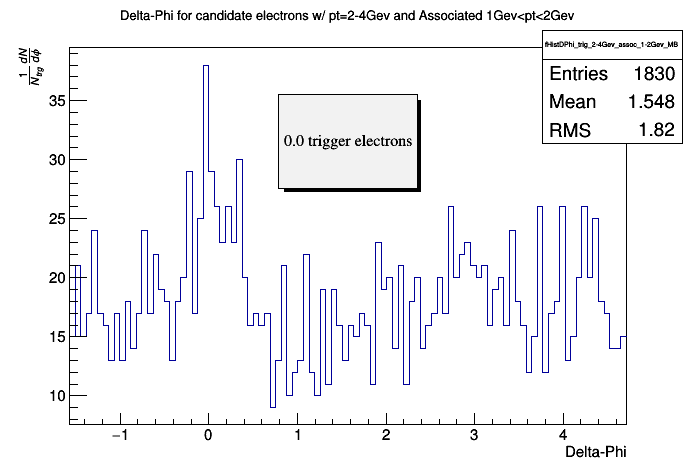 Delta-Phi for candidate electrons w/ pt=2-4Gev and Associated 1Gev<pt<2Gev
fHistDPhi_trig_2-4Gev_assoc_1-2Gev_MB
Entries 1830
Mean 1.548
RMS 1.82
1 dN
N_trg dϕ
0.0 trigger electrons
35
30
25
20
15
10
−1 0 1 2 3 4
Delta-Phi